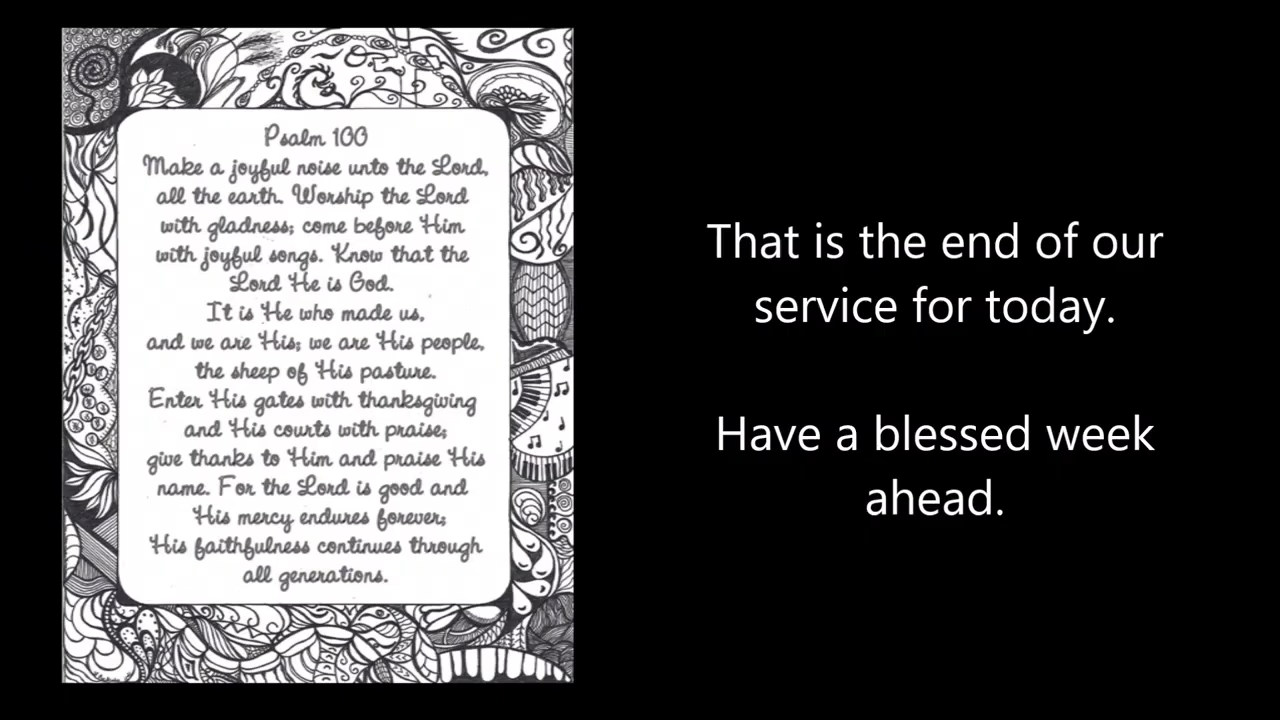 Psalm 100
Make a joyful noise unto the Lord,
all the earth. Worship the Lord
with gladness; come before Him
with joyful songs. Know that the
Lord He is God.
It is He who made us,
and we are His; we are His people,
the sheep of His pasture.
Enter His gates with thanksgiving
and His courts with praise;
give thanks to Him and praise His
name. For the Lord is good and
His mercy endures forever;
His faithfulness continues through
all generations.
That is the end of our
service for today.
Have a blessed week
ahead.